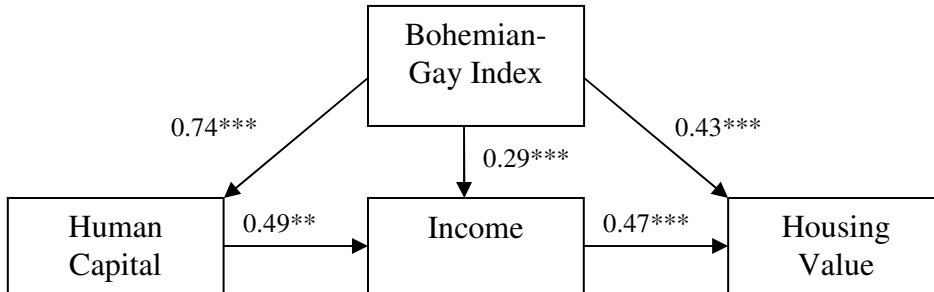 Bohemian-
Gay Index
0.74***
0.43***
0.29***
Human
Capital
0.49**
Income
0.47***
Housing
Value